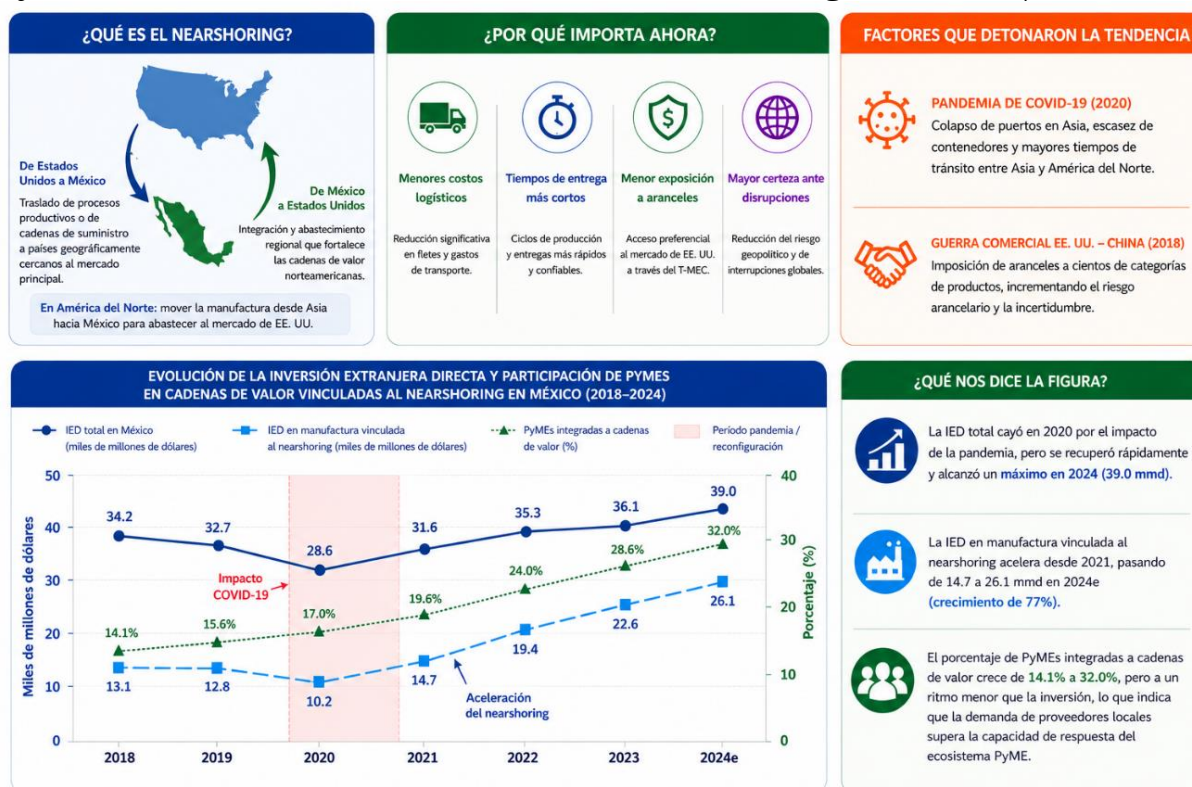 ¿QUÉ ES EL NEARSHORING?
De Estados
Unidos a México
Traslado de procesos
productivos o de
cadenas de suministro
a países geográficamente
cercanos al mercado
principal.
De México
a Estados Unidos
Integración y abastecimiento
regional que fortalece
las cadenas de valor
norteamericanas.
En América del Norte: mover la manufactura desde Asia
hacia México para abastecer al mercado de EE. UU.
¿POR QUÉ IMPORTA AHORA?
Menores costos
logísticos
Reducción significativa
en fletes y gastos
de transporte.
Tiempos de entrega
más cortos
Ciclos de producción
y entregas más rápidos
y confiables.
$
Menor exposición
a aranceles
Acceso preferencial
al mercado de EE. UU.
a través del T-MEC.
Mayor certeza ante
disrupciones
Reducción del riesgo
geopolítico y de
interrupciones globales.
FACTORES QUE DETONARON LA TENDENCIA
PANDEMIA DE COVID-19 (2020)
Colapso de puertos en Asia, escasez de
contenedores y mayores tiempos de
tránsito entre Asia y América del Norte.
GUERRA COMERCIAL EE. UU. – CHINA (2018)
Imposición de aranceles a cientos de categorías
de productos, incrementando el riesgo
arancelario y la incertidumbre.
EVOLUCIÓN DE LA INVERSIÓN EXTRANJERA DIRECTA Y PARTICIPACIÓN DE PYMES
EN CADENAS DE VALOR VINCULADAS AL NEARSHORING EN MÉXICO (2018–2024)
IED total en México
(miles de millones de dólares)
IED en manufactura vinculada
al nearshoring (miles de millones de dólares)
PyMEs integradas a cadenas
de valor (%)
Período pandemia /
reconfiguración
Miles de millones de dólares
50
40
30
20
10
0
34.2
32.7
28.6
31.6
35.3
36.1
39.0
14.1%
15.6%
17.0%
19.6%
24.0%
28.6%
32.0%
13.1
12.8
10.2
14.7
19.4
22.6
26.1
Impacto
COVID-19
Aceleración
del nearshoring
40
30
20
10
0
Porcentaje (%)
2018
2019
2020
2021
2022
2023
2024e
¿QUÉ NOS DICE LA FIGURA?
La IED total cayó en 2020 por el impacto
de la pandemia, pero se recuperó rápidamente
y alcanzó un máximo en 2024 (39.0 mmd).
La IED en manufactura vinculada al
nearshoring acelera desde 2021, pasando
de 14.7 a 26.1 mmd en 2024e
(crecimiento de 77%).
El porcentaje de PyMEs integradas a cadenas
de valor crece de 14.1% a 32.0%, pero a un
ritmo menor que la inversión, lo que indica
que la demanda de proveedores locales
supera la capacidad de respuesta del
ecosistema PyME.